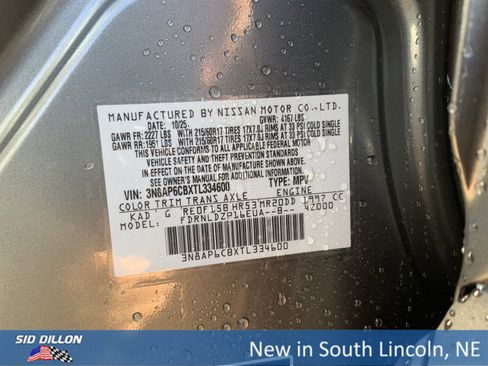 MANUFACTURED BY NISSAN MOTOR CO., LTD.
DATE: 10/25 GVWR: 4167 LBS
GAWR FR: 2227 LBS WITH 215/60R17 TIRES 17X7.0J RIMS AT 33 PSI COLD SINGLE
GAWR RR: 1951 LBS WITH 215/60R17 TIRES 17X7.0J RIMS AT 33 PSI COLD SINGLE
THIS VEHICLE CONFORMS TO ALL APPLICABLE FEDERAL MOTOR
VEHICLE SAFETY AND THEFT PREVENTION STANDARDS
IN EFFECT ON THE DATE OF MANUFACTURE SHOWN ABOVE.
SEE OWNER'S MANUAL FOR ADDITIONAL INFORMATION.
VIN: 3N8AP6CBXTL334600 TYPE: MPV
COLOR TRIM TRANS AXLE ENGINE
KAD G RE0F15B HR53 MR20DD 1997 CC
MODEL: FDRNLDZP16EUA--B-- 42000
3N8AP6CBXTL334600
SID DILLON
New in South Lincoln, NE